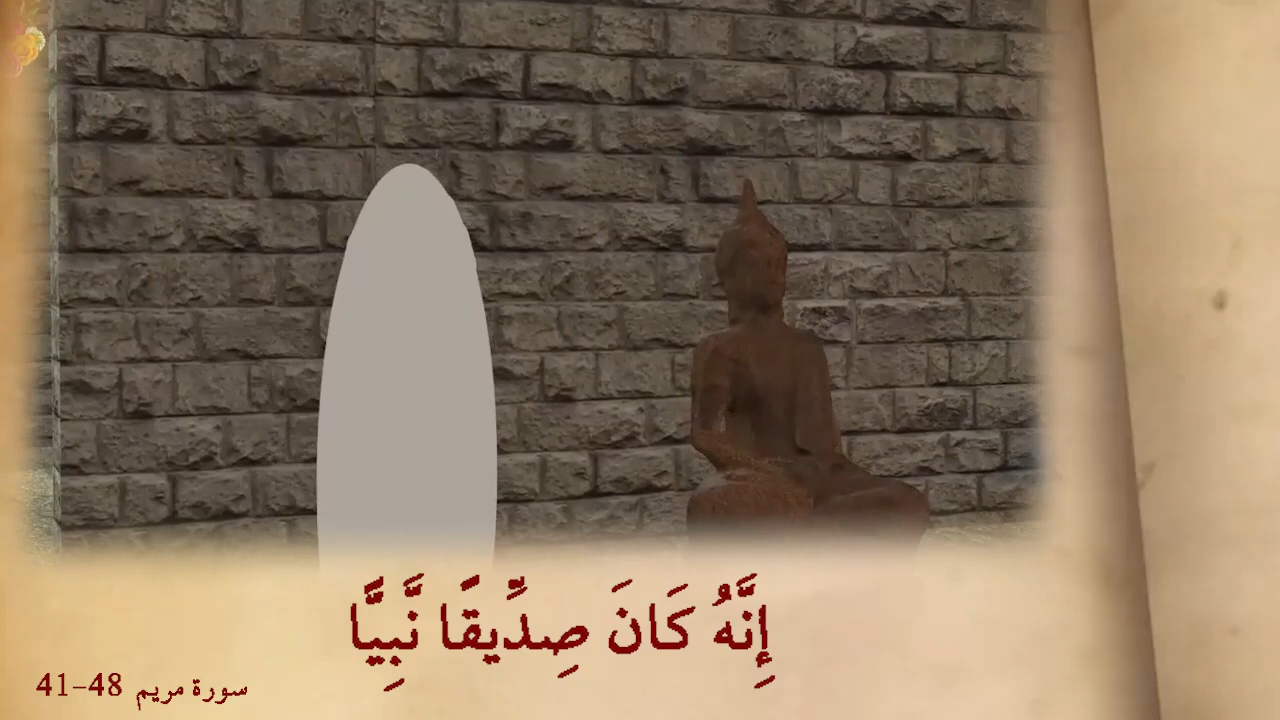 إِنَّهُ كَانَ صِدِّيقًا نَّبِيًّا
سورة مريم 41-48